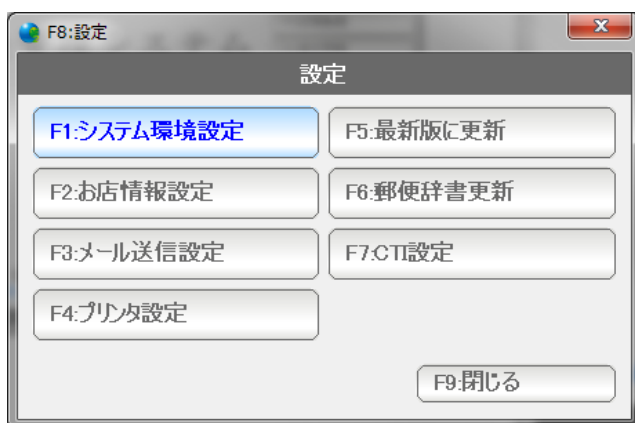 F8:設定
設定
F1:システム環境設定
F5:最新版に更新
F2:お店情報設定
F6:郵便辞書更新
F3:メール送信設定
F7:CTI設定
F4:プリンタ設定
F9:閉じる